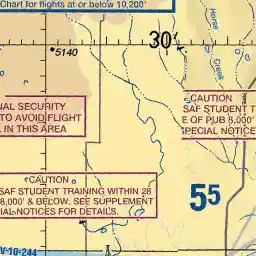 Chart for flights at or below 10,200'
Horse
30'
5140
Creek
CAUTION
NAL SECURITY
SAF STUDENT T
TO AVOID FLIGHT
E OF PUB 8,000'
IN THIS AREA
SPECIAL NOTICE
CAUTION
SAF STUDENT TRAINING WITHIN 28
8,000' & BELOW. SEE SUPPLEMENT
IAL NOTICES FOR DETAILS.
55
V-10-244